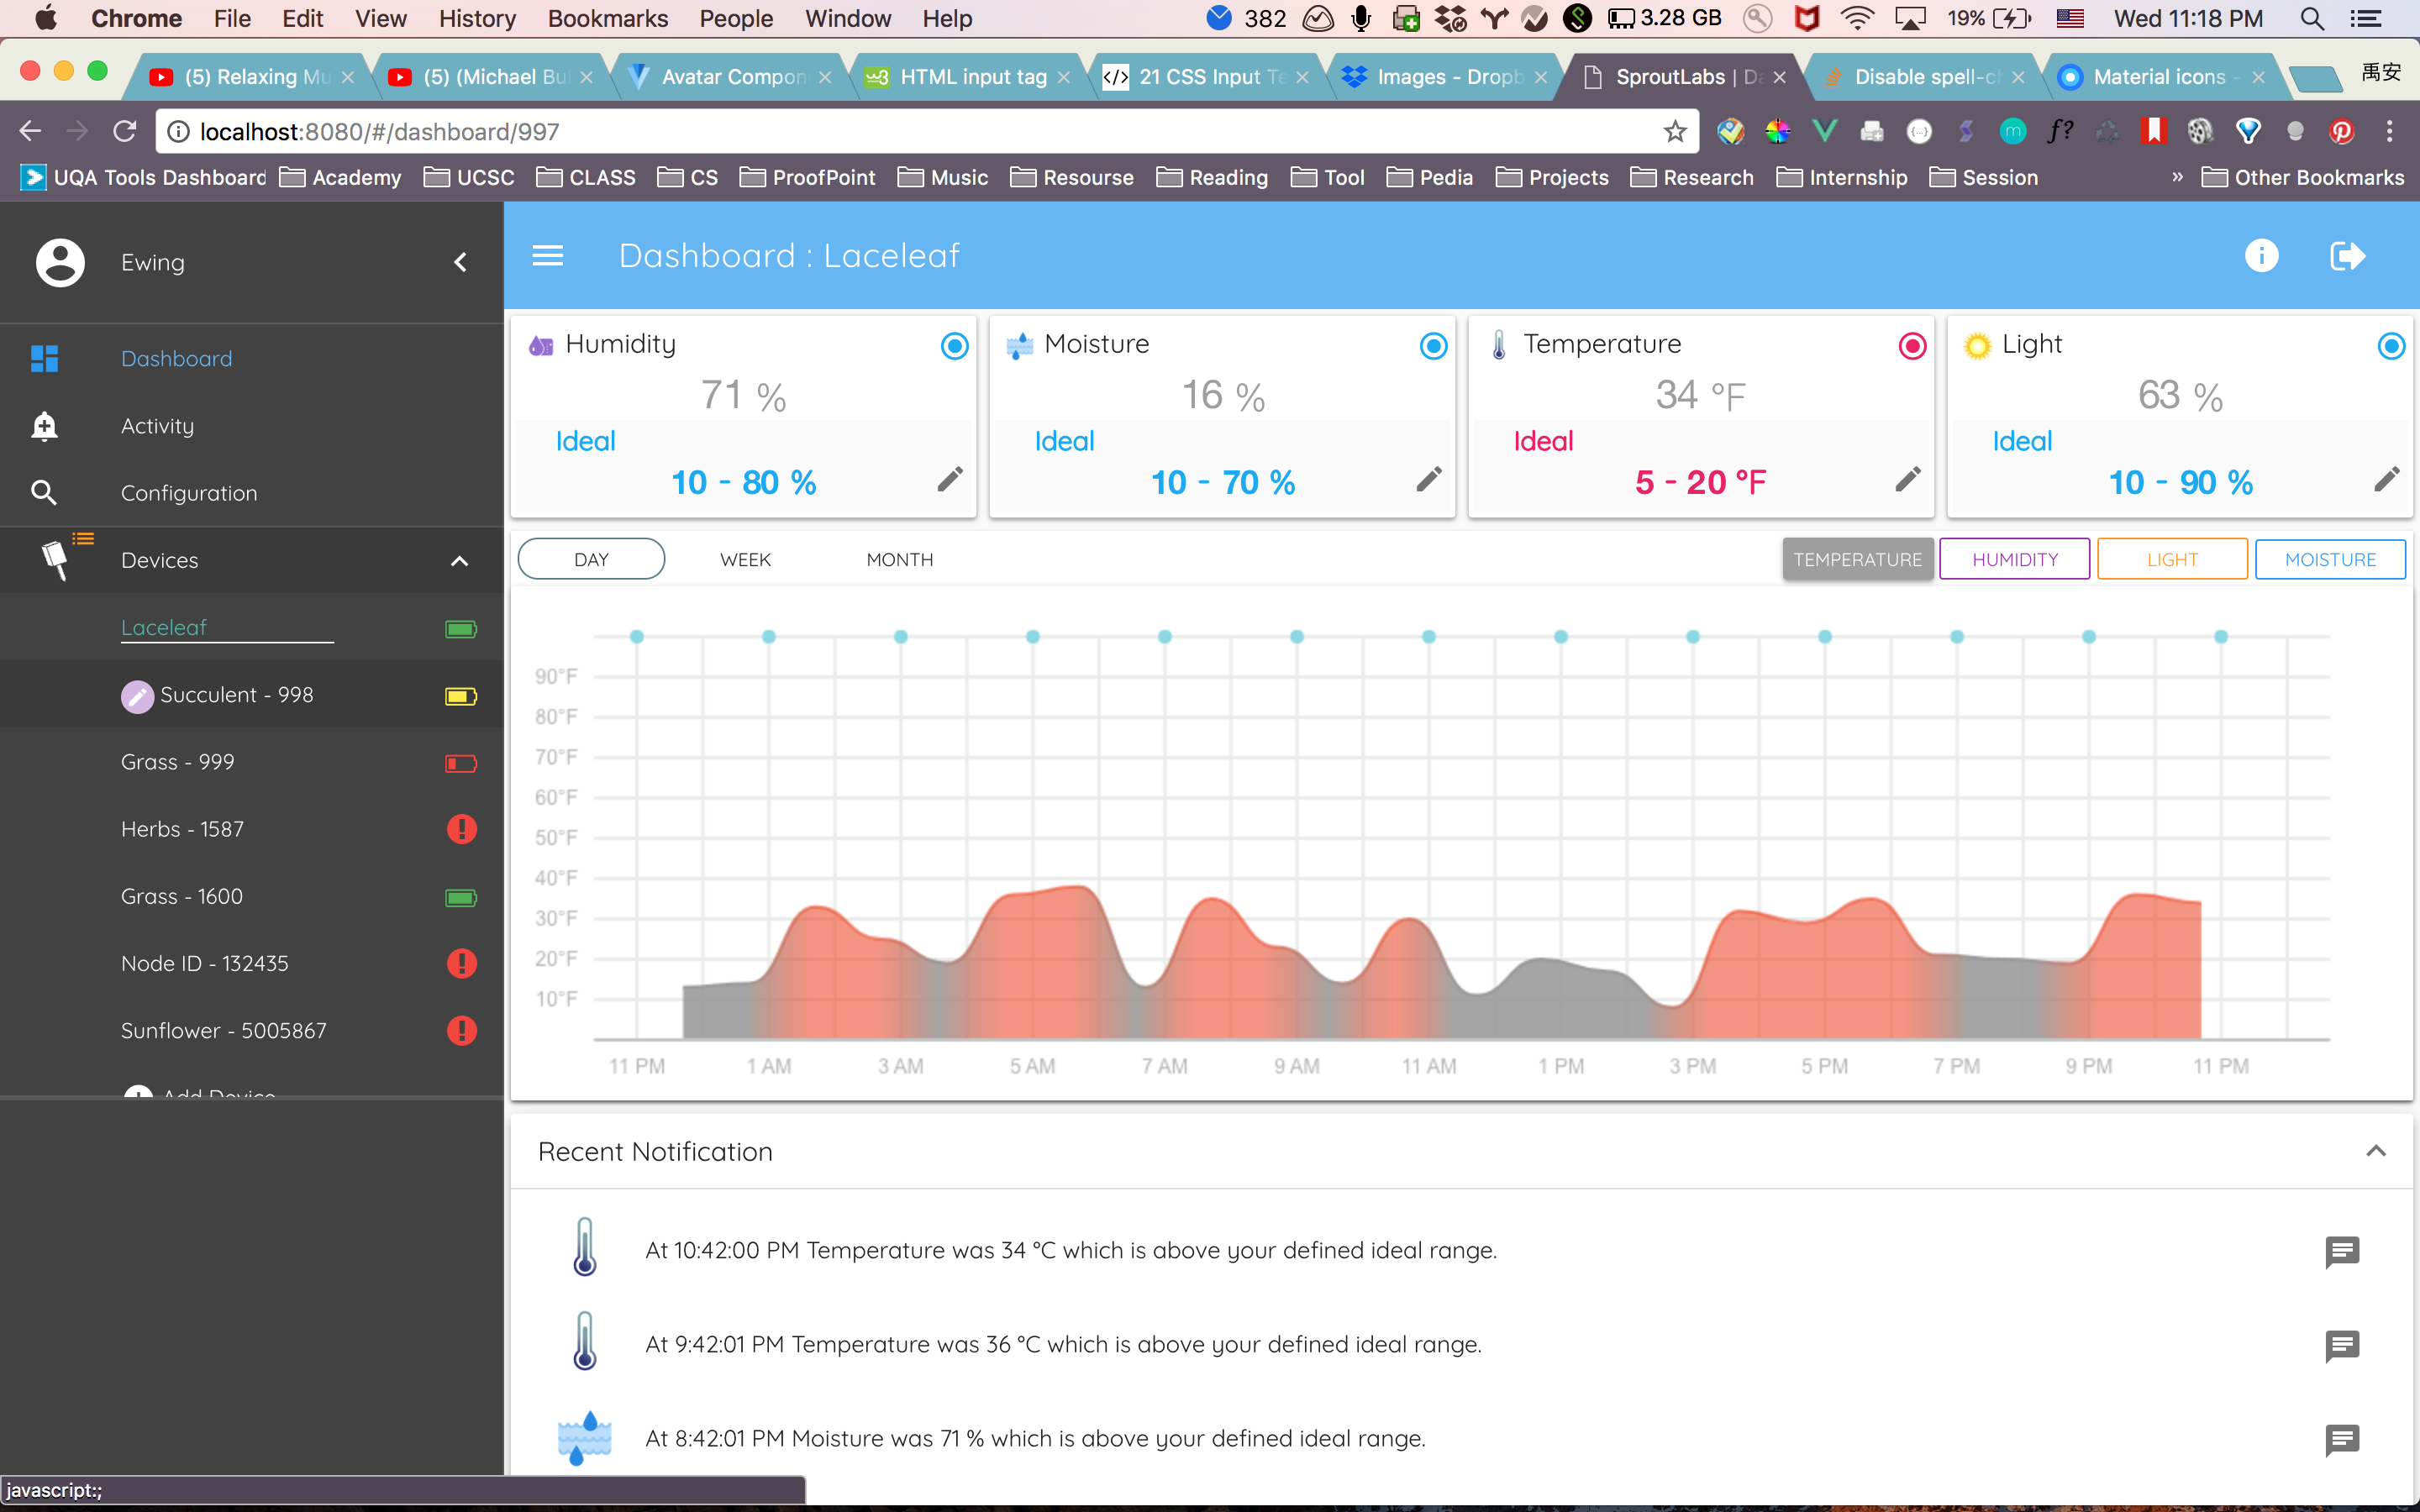 Chrome File Edit View History Bookmarks People Window Help 382 3.28 GB 19% Wed 11:18 PM
(5) Relaxing Mu (5) (Michael Bu Avatar Compon HTML input tag 21 CSS Input Te Images - Dropb SproutLabs | Da Disable spell-ch Material icons - 禹安
localhost:8080/#/dashboard/997
UQA Tools Dashboard Academy UCSC CLASS CS ProofPoint Music Resourse Reading Tool Pedia Projects Research Internship Session » Other Bookmarks
Ewing
Dashboard
Activity
Configuration
Devices
Laceleaf
Succulent - 998
Grass - 999
Herbs - 1587
Grass - 1600
Node ID - 132435
Sunflower - 5005867
Add Device
Dashboard : Laceleaf
Humidity
71 %
Ideal
10 - 80 %
Moisture
16 %
Ideal
10 - 70 %
Temperature
34 °F
Ideal
5 - 20 °F
Light
63 %
Ideal
10 - 90 %
DAY WEEK MONTH TEMPERATURE HUMIDITY LIGHT MOISTURE
90°F
80°F
70°F
60°F
50°F
40°F
30°F
20°F
10°F
11 PM 1 AM 3 AM 5 AM 7 AM 9 AM 11 AM 1 PM 3 PM 5 PM 7 PM 9 PM 11 PM
Recent Notification
At 10:42:00 PM Temperature was 34 °C which is above your defined ideal range.
At 9:42:01 PM Temperature was 36 °C which is above your defined ideal range.
At 8:42:01 PM Moisture was 71 % which is above your defined ideal range.
javascript:;